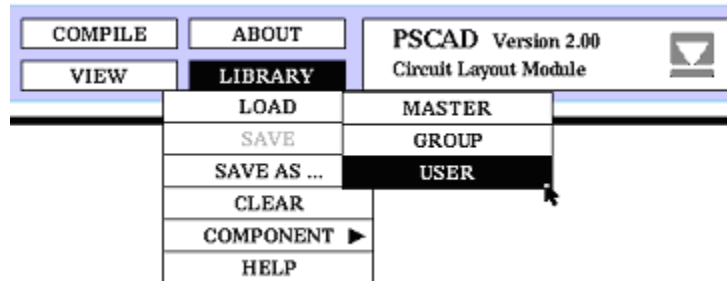 COMPILE
ABOUT
PSCAD Version 2.00
VIEW
LIBRARY
Circuit Layout Module
LOAD
MASTER
SAVE
GROUP
SAVE AS ...
USER
CLEAR
COMPONENT
HELP